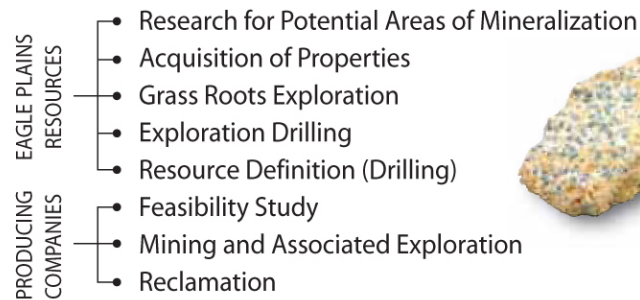 EAGLE PLAINS
RESOURCES
Research for Potential Areas of Mineralization
Acquisition of Properties
Grass Roots Exploration
Exploration Drilling
Resource Definition (Drilling)
PRODUCING
COMPANIES
Feasibility Study
Mining and Associated Exploration
Reclamation